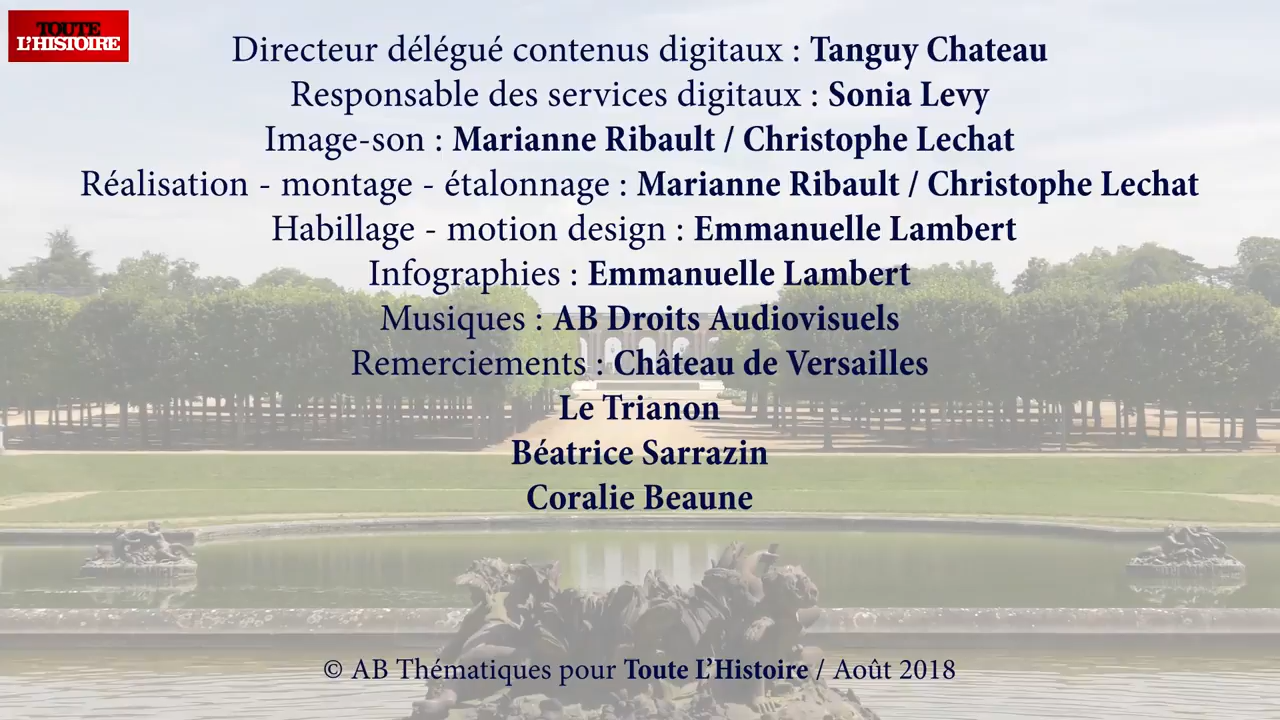 TOUTE
L'HISTOIRE
Directeur délégué contenus digitaux : Tanguy Chateau
Responsable des services digitaux : Sonia Levy
Image-son : Marianne Ribault / Christophe Lechat
Réalisation - montage - étalonnage : Marianne Ribault / Christophe Lechat
Habillage - motion design : Emmanuelle Lambert
Infographies : Emmanuelle Lambert
Musiques : AB Droits Audiovisuels
Remerciements : Château de Versailles
Le Trianon
Béatrice Sarrazin
Coralie Beaune
© AB Thématiques pour Toute L’Histoire / Août 2018